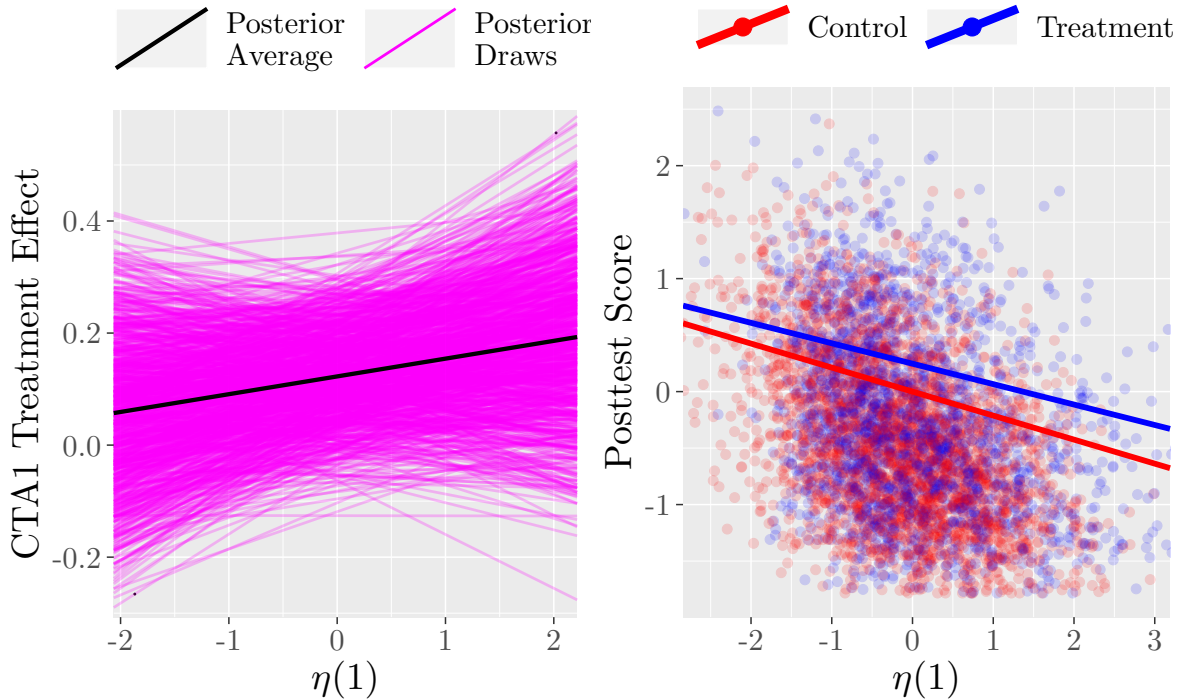 Posterior Average
Posterior Draws
CTA1 Treatment Effect
0.4
0.2
0.0
-0.2
-2 -1 0 1 2
η(1)
Control
Treatment
Posttest Score
2
1
0
-1
-2 -1 0 1 2 3
η(1)